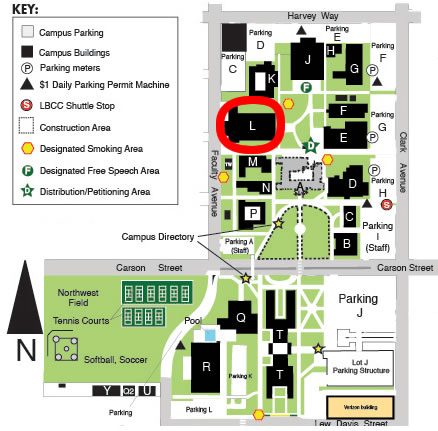 KEY:
Campus Parking
Campus Buildings
P Parking meters
$1 Daily Parking Permit Machine
S LBCC Shuttle Stop
Construction Area
Designated Smoking Area
F Designated Free Speech Area
D Distribution/Petitioning Area
Harvey Way
Parking
D
Parking
E
Parking
F
Parking
C
J
H
G
P
K
F
L
F
E
Parking
G
P
D
Faculty Avenue
Clark Avenue
M
N
A
D
P
Parking
H
S
P
C
B
Parking
I
(Staff)
Campus Directory
Parking A
(Staff)
Carson Street
Carson Street
Northwest
Field
Tennis Courts
Softball, Soccer
N
Pool
Q
R
T
T
Parking K
Parking L
Parking
J
Lot J
Parking Structure
Verizon building
Y
Q2
U
Parking
Lew Davis Street